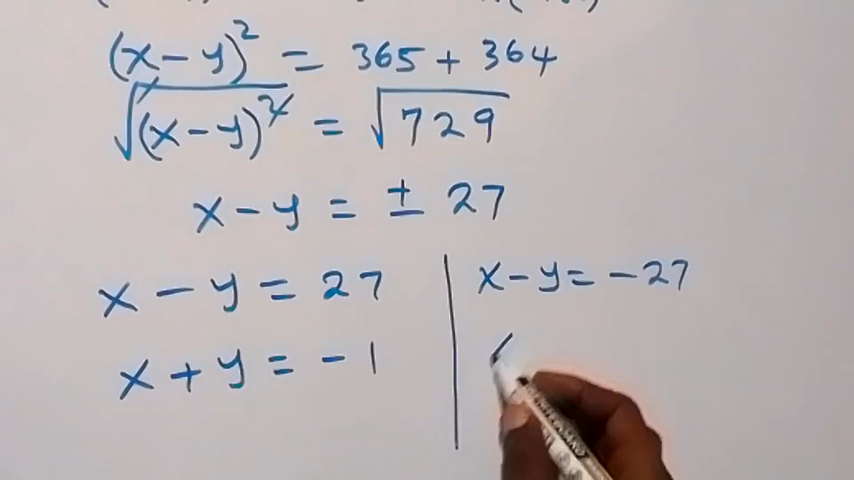 (x - y)² = 365 + 364
√(x - y)² = √729
x - y = ± 27
x - y = 27
x + y = - 1
x - y = - 27